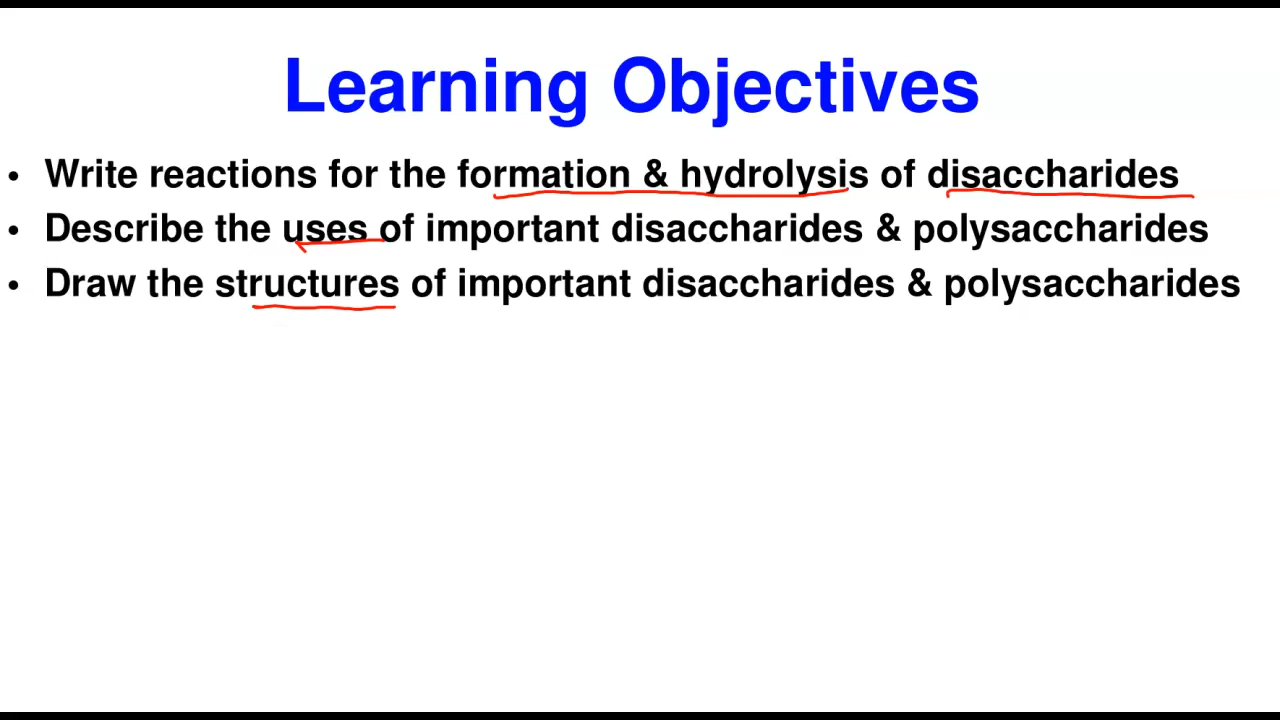 Learning Objectives
• Write reactions for the formation & hydrolysis of disaccharides
• Describe the uses of important disaccharides & polysaccharides
• Draw the structures of important disaccharides & polysaccharides